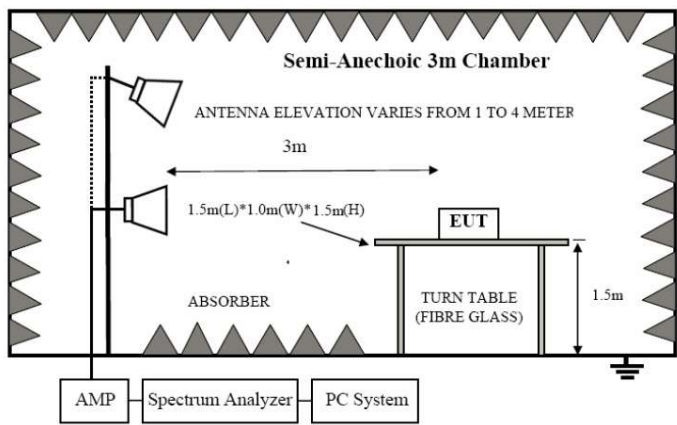 Semi-Anechoic 3m Chamber
ANTENNA ELEVATION VARIES FROM 1 TO 4 METER
3m
1.5m(L)*1.0m(W)*1.5m(H)
EUT
ABSORBER
TURN TABLE
(FIBRE GLASS)
1.5m
AMP
Spectrum Analyzer
PC System